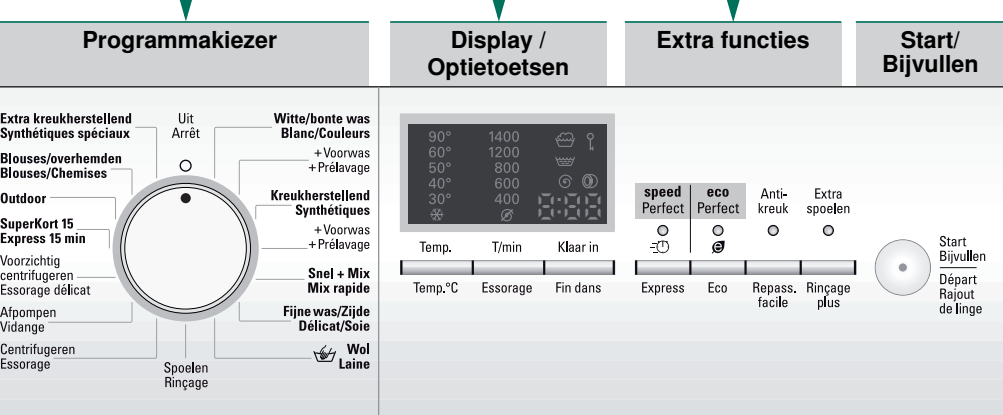 Programmakiezer
Display /
Optietoetsen
Extra functies
Start/
Bijvullen
Uit
Arrêt
Extra kreukherstellend
Synthétiques spéciaux
Blouses/overhemden
Blouses/Chemises
Outdoor
SuperKort 15
Express 15 min
Voorzichtig
centrifugeren
Essorage délicat
Afpompen
Vidange
Centrifugeren
Essorage
Spoelen
Rinçage
Witte/bonte was
Blanc/Couleurs
+Voorwas
+Prélavage
Kreukherstellend
Synthétiques
+Voorwas
+Prélavage
Snel + Mix
Mix rapide
Fijne was/Zijde
Délicat/Soie
Wol
Laine
90° 1400
60° 1200
50° 800
40° 600
30° 400
8:88
Temp. T/min Klaar in
Temp.°C Essorage Fin dans
speed
Perfect
eco
Perfect
Anti-
kreuk
Extra
spoelen
Express
Eco
Repass.
facile
Rinçage
plus
Start
Bijvullen
Départ
Rajout
de linge